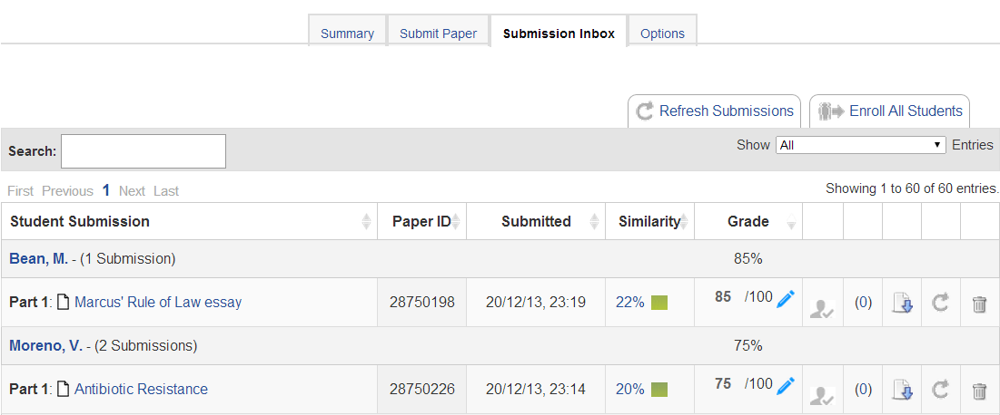 Summary Submit Paper Submission Inbox Options
Refresh Submissions Enroll All Students
Search: Show All Entries
First Previous 1 Next Last Showing 1 to 60 of 60 entries.
Student Submission Paper ID Submitted Similarity Grade
Bean, M. - (1 Submission) 85%
Part 1: Marcus' Rule of Law essay 28750198 20/12/13, 23:19 22% 85 /100 (0)
Moreno, V. - (2 Submissions) 75%
Part 1: Antibiotic Resistance 28750226 20/12/13, 23:14 20% 75 /100 (0)